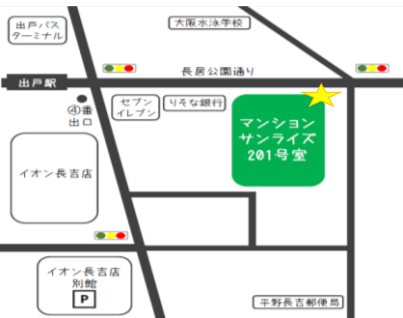 出戸バス
ターミナル
大阪水泳学校
長居公園通り
出戸駅
④番
出口
セブン
イレブン
りそな銀行
マンション
サンライズ
201号室
イオン長吉店
イオン長吉店
別館
P
平野長吉郵便局